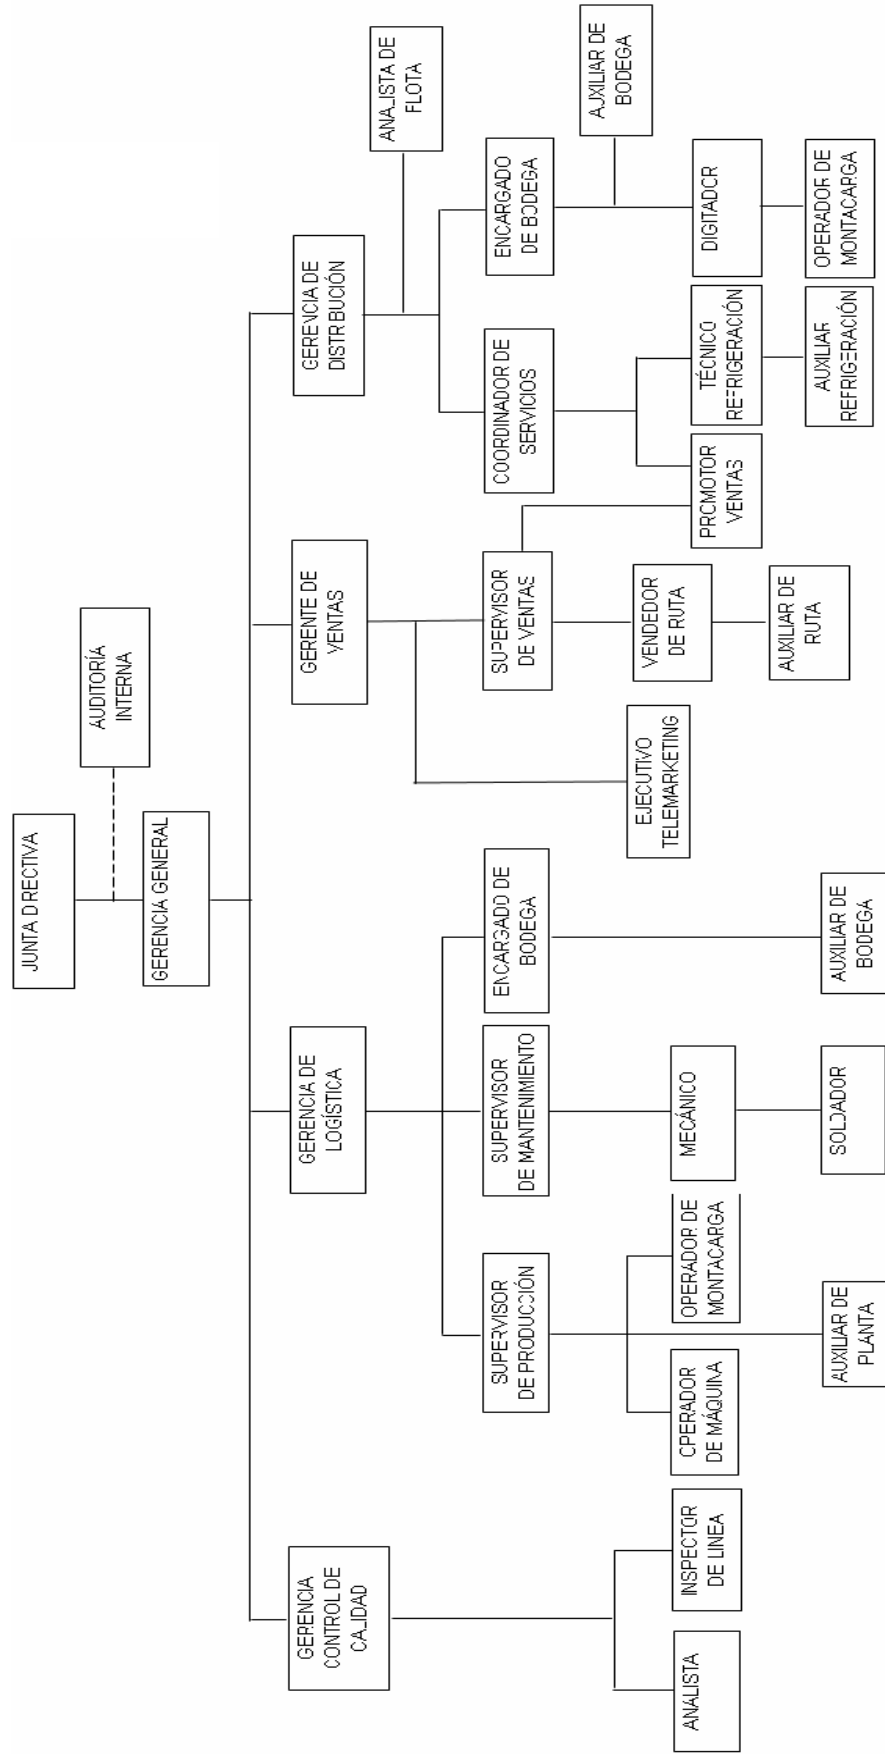 JUNTA DIRECTIVA
AUDITORÍA
INTERNA
GERENCIA GENERAL
GERENCIA
CONTROL DE
CALIDAD
GERENCIA DE
LOGÍSTICA
GERENTE DE
VENTAS
GERENCIA DE
DISTRIBUCIÓN
ANALISTA DE
FLOTA
SUPERVISOR
DE PRODUCCIÓN
SUPERVISOR
DE MANTENIMIENTO
ENCARGADO DE
BODEGA
SUPERVISOR
DE VENTAS
COORDINADOR DE
SERVICIOS
ENCARGADO
DE BODEGA
AUXILIAR DE
BODEGA
EJECUTIVO
TELEMARKETING
VENDEDOR
DE RUTA
ANALISTA
INSPECTOR
DE LINEA
OPERADOR
DE MÁQUINA
OPERADOR DE
MONTACARGA
MECÁNICO
PROMOTOR
VENTAS
TÉCNICO
REFRIGERACIÓN
DIGITADOR
AUXILIAR DE
PLANTA
SOLDADOR
AUXILIAR DE
BODEGA
AUXILIAR DE
RUTA
AUXILIAR
REFRIGERACIÓN
OPERADOR DE
MONTACARGA